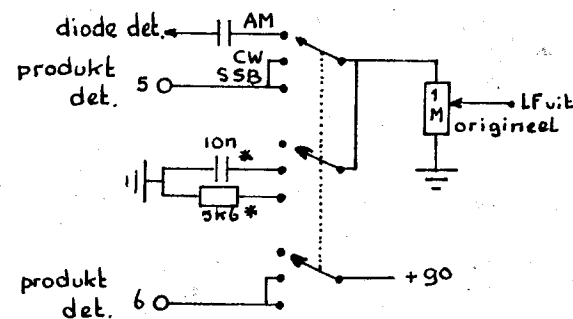 diode det.
AM
CW
SSB
produkt
det.
5
1
M
LF uit
origineel
10n
*
5k6 *
+90
produkt
det.
6